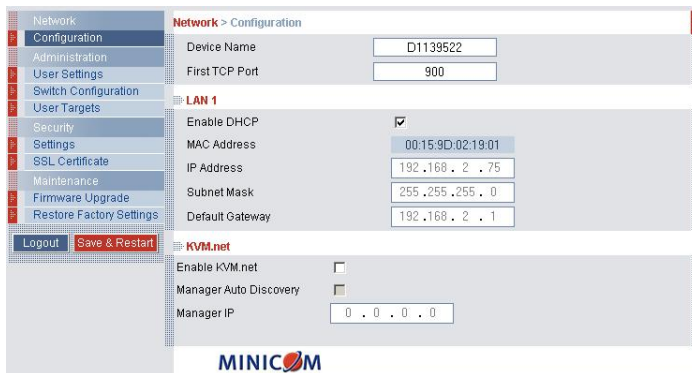 Network
Configuration
Administration
User Settings
Switch Configuration
User Targets
Security
Settings
SSL Certificate
Maintenance
Firmware Upgrade
Restore Factory Settings
Logout Save & Restart
Network > Configuration
Device Name D1139522
First TCP Port 900
LAN 1
Enable DHCP
MAC Address 00:15:9D:02:19:01
IP Address 192 .168 . 2 . 75
Subnet Mask 255 .255 .255 . 0
Default Gateway 192 .168 . 2 . 1
KVM.net
Enable KVM.net
Manager Auto Discovery
Manager IP 0 . 0 . 0 . 0
MINICOM